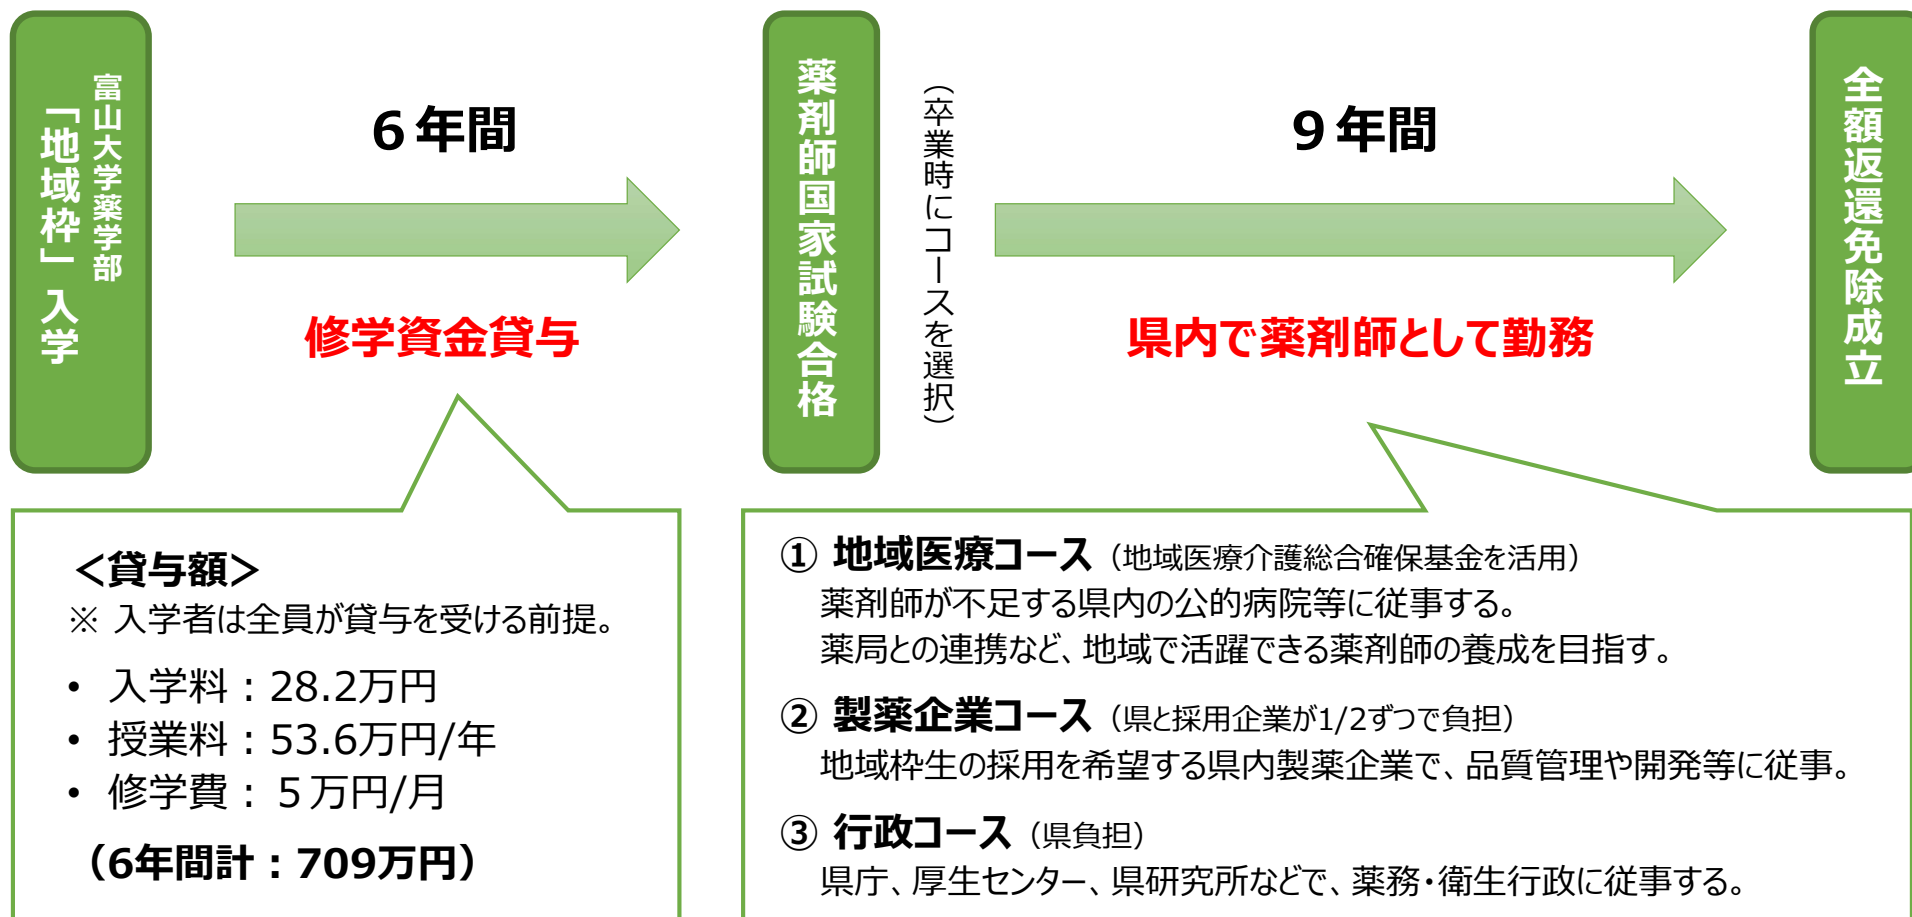 富山大学薬学部
「地域枠」入学
６年間
修学資金貸与
薬剤師国家試験合格
（卒業時にコースを選択）
９年間
県内で薬剤師として勤務
全額返還免除成立
＜貸与額＞
※ 入学者は全員が貸与を受ける前提。
• 入学料：28.2万円
• 授業料：53.6万円/年
• 修学費：５万円/月
（6年間計：709万円）
① 地域医療コース（地域医療介護総合確保基金を活用）
薬剤師が不足する県内の公的病院等に従事する。
薬局との連携など、地域で活躍できる薬剤師の養成を目指す。
② 製薬企業コース（県と採用企業が1/2ずつで負担）
地域枠生の採用を希望する県内製薬企業で、品質管理や開発等に従事。
③ 行政コース（県負担）
県庁、厚生センター、県研究所などで、薬務・衛生行政に従事する。